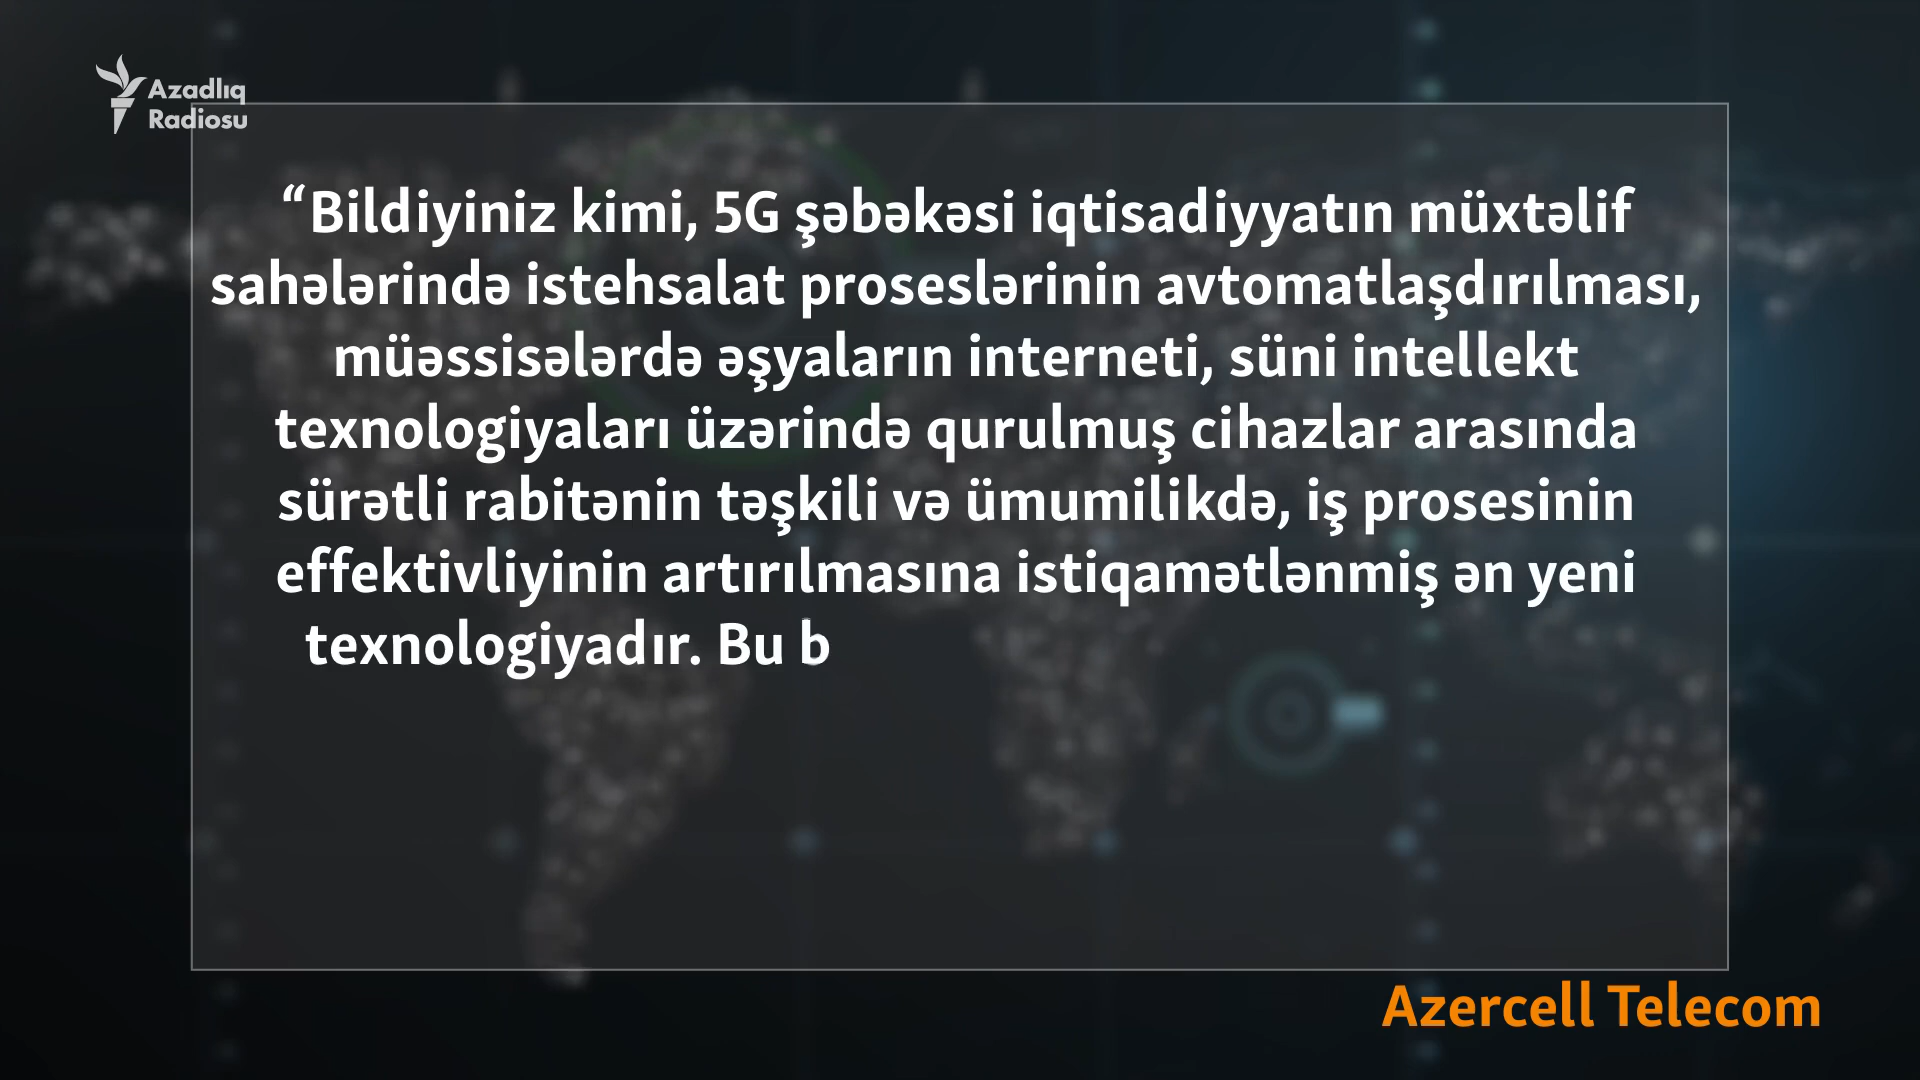 Azadlıq
Radiosu
“Bildiyiniz kimi, 5G şəbəkəsi iqtisadiyyatın müxtəlif
sahələrində istehsalat proseslərinin avtomatlaşdırılması,
müəssisələrdə əşyaların interneti, süni intellekt
texnologiyaları üzərində qurulmuş cihazlar arasında
sürətli rabitənin təşkili və ümumilikdə, iş prosesinin
effektivliyinin artırılmasına istiqamətlənmiş ən yeni
texnologiyadır. Bu b
Azercell Telecom